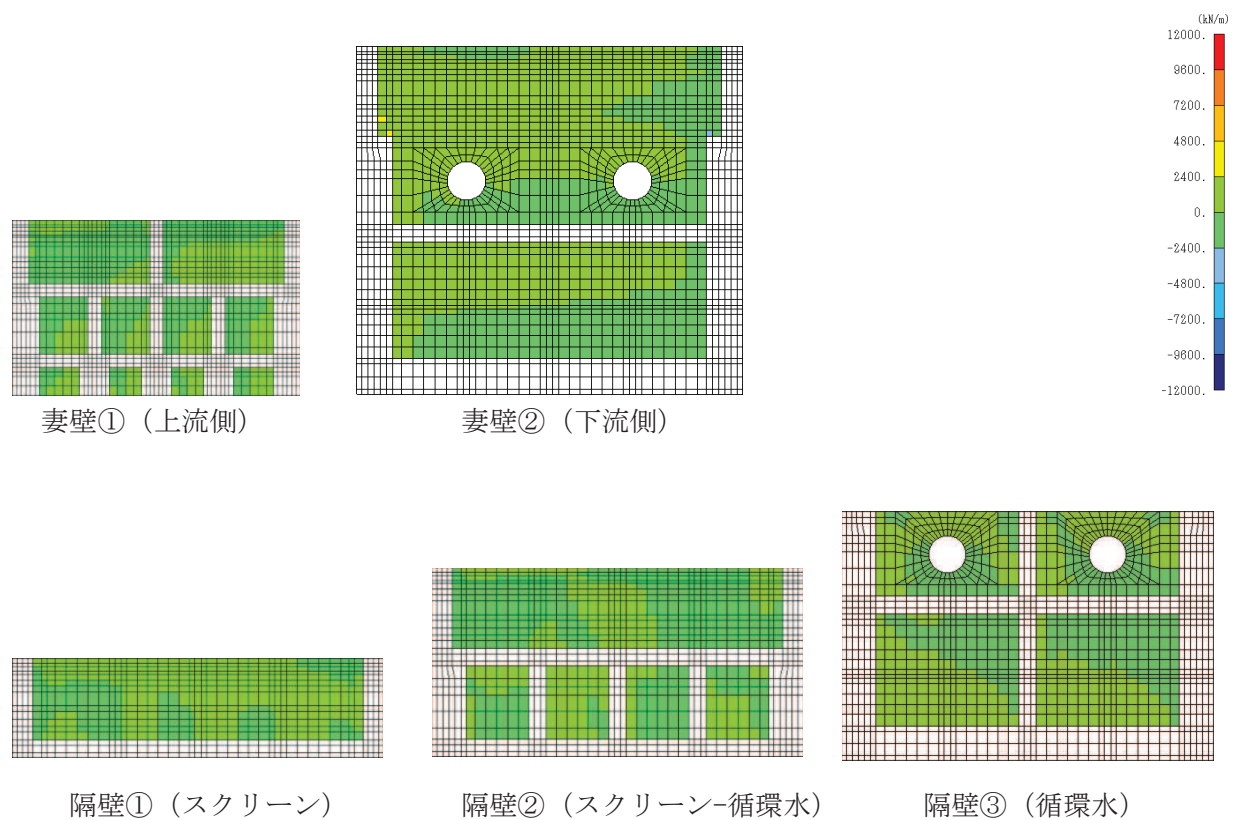 (kN/m)
12000.
9600.
7200.
4800.
2400.
0.
-2400.
-4800.
-7200.
-9600.
-12000.
妻壁①（上流側）
妻壁②（下流側）
隔壁①（スクリーン）
隔壁②（スクリーン-循環水）
隔壁③（循環水）